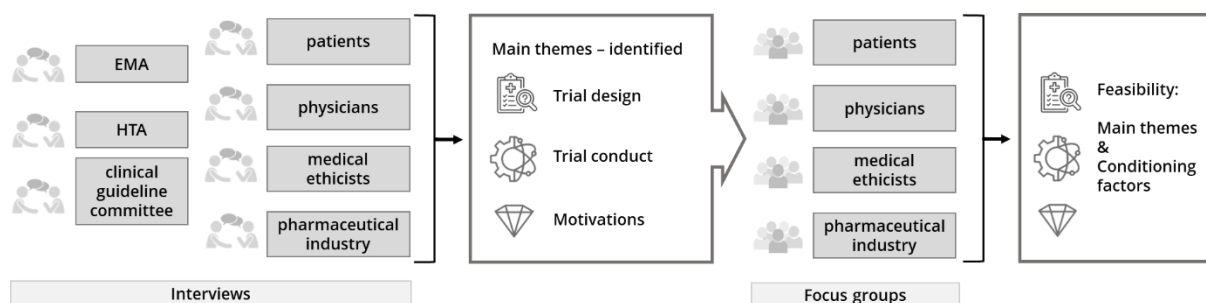 EMA
HTA
clinical
guideline
committee
patients
physicians
medical
ethicists
pharmaceutical
industry
Interviews
Main themes – identified
Trial design
Trial conduct
Motivations
patients
physicians
medical
ethicists
pharmaceutical
industry
Focus groups
Feasibility:
Main themes
&
Conditioning
factors